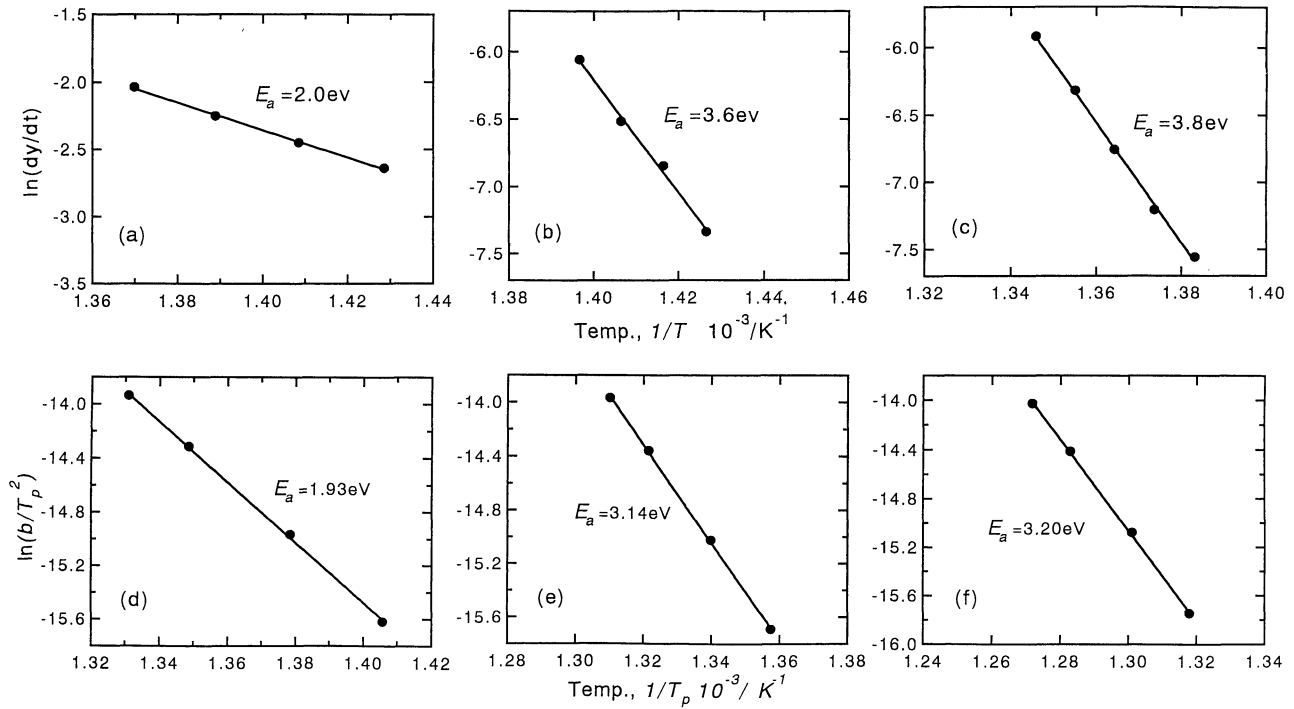 ln(dy/dt)
-1.5
-2.0
-2.5
-3.0
-3.5
E_a =2.0ev
(a)
1.36 1.38 1.40 1.42 1.44
-6.0
-6.5
-7.0
-7.5
E_a =3.6ev
(b)
1.38 1.40 1.42 1.44 1.46
-6.0
-6.5
-7.0
-7.5
E_a =3.8ev
(c)
1.32 1.34 1.36 1.38 1.40
Temp., 1/T 10^-3/K^-1
ln(b/T_p^2)
-14.0
-14.4
-14.8
-15.2
-15.6
E_a =1.93eV
(d)
1.32 1.34 1.36 1.38 1.40 1.42
-14.0
-14.4
-14.8
-15.2
-15.6
E_a =3.14eV
(e)
1.28 1.30 1.32 1.34 1.36 1.38
-14.0
-14.4
-14.8
-15.2
-15.6
-16.0
E_a =3.20eV
(f)
1.24 1.26 1.28 1.30 1.32 1.34
Temp., 1/T_p 10^-3/ K^-1